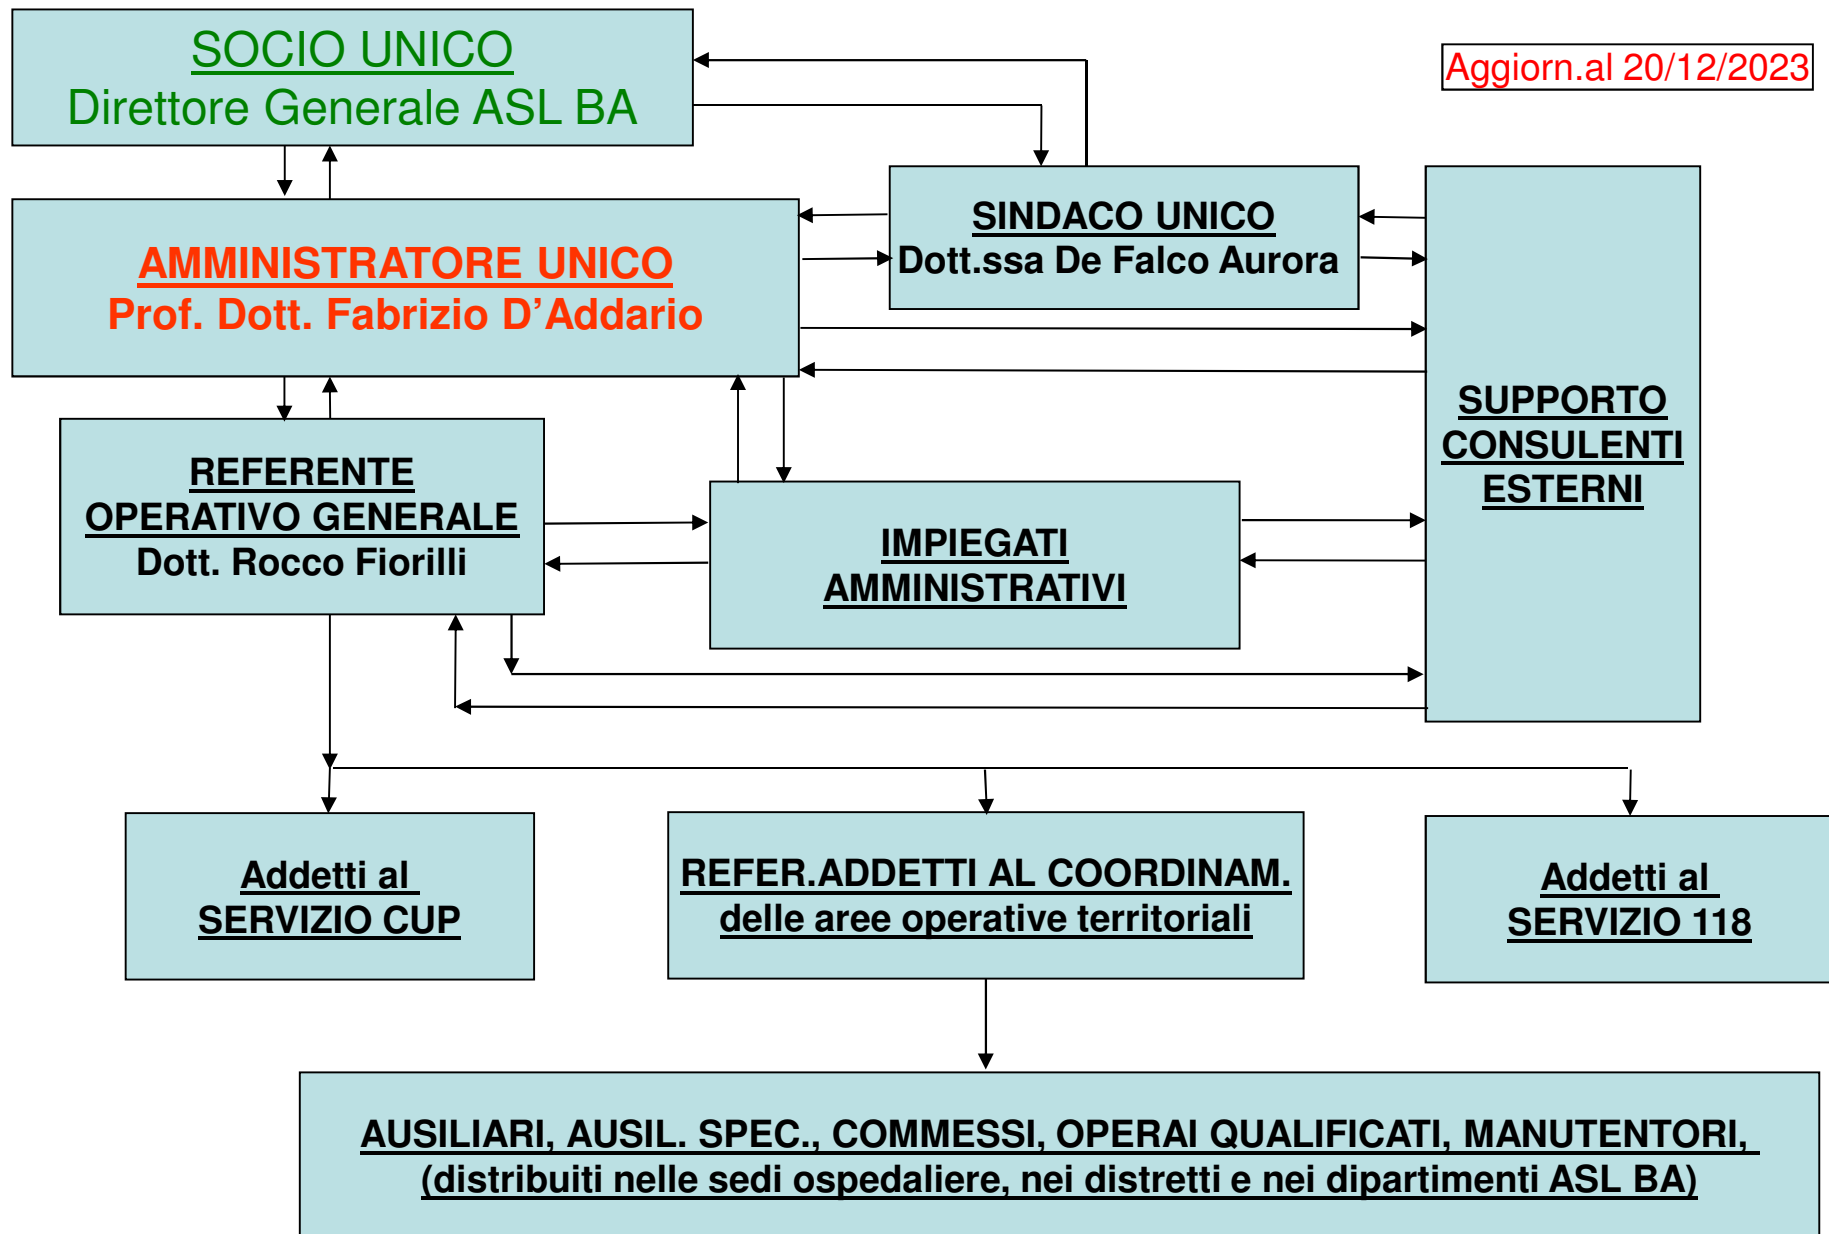 SOCIO UNICO
Direttore Generale ASL BA
Aggiorn.al 20/12/2023
AMMINISTRATORE UNICO
Prof. Dott. Fabrizio D’Addario
SINDACO UNICO
Dott.ssa De Falco Aurora
SUPPORTO
CONSULENTI
ESTERNI
REFERENTE
OPERATIVO GENERALE
Dott. Rocco Fiorilli
IMPIEGATI
AMMINISTRATIVI
Addetti al
SERVIZIO CUP
REFER.ADDETTI AL COORDINAM.
delle aree operative territoriali
Addetti al
SERVIZIO 118
AUSILIARI, AUSIL. SPEC., COMMESSI, OPERAI QUALIFICATI, MANUTENTORI,
(distribuiti nelle sedi ospedaliere, nei distretti e nei dipartimenti ASL BA)